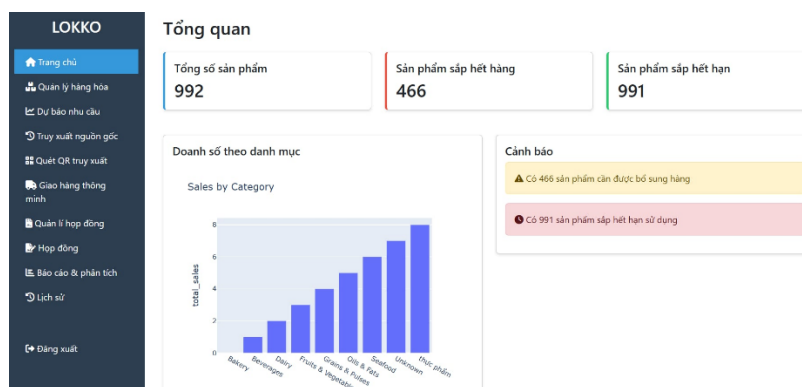 LOKKO
Trang chủ
Quản lý hàng hóa
Dự báo nhu cầu
Truy xuất nguồn gốc
Quét QR truy xuất
Giao hàng thông
minh
Quản lí hợp đồng
Hợp đồng
Báo cáo & phân tích
Lịch sử
Đăng xuất
Tổng quan
Tổng số sản phẩm
992
Sản phẩm sắp hết hàng
466
Sản phẩm sắp hết hạn
991
Doanh số theo danh mục
Sales by Category
total_sales
8
6
4
2
0
Bakery
Beverages
Dairy
Fruits & Vegetabl
Grains & Pulses
Oils & Fats
Seafood
Unknown
thực phẩm
Cảnh báo
Có 466 sản phẩm cần được bổ sung hàng
Có 991 sản phẩm sắp hết hạn sử dụng